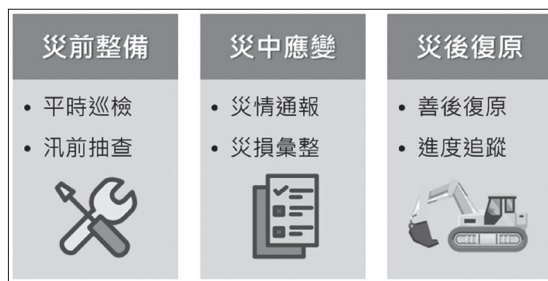 災前整備
• 平時巡檢
• 汛前抽查
災中應變
• 災情通報
• 災損彙整
災後復原
• 善後復原
• 進度追蹤